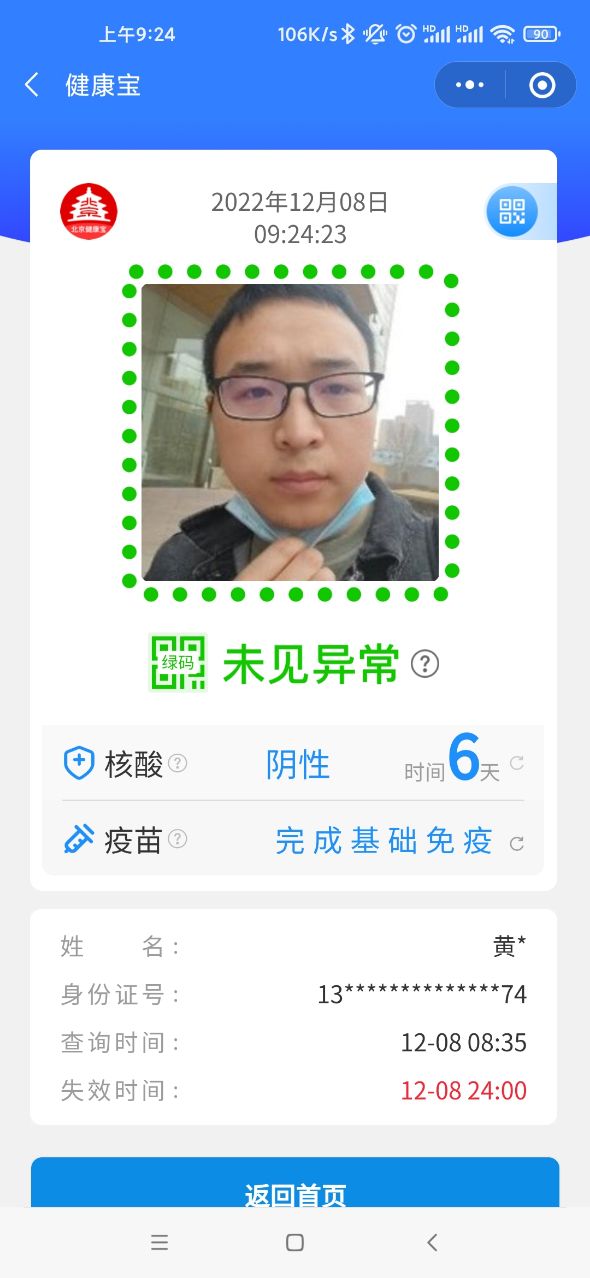 上午9:24 106K/s HD HD 90
健康宝
2022年12月08日
北京健康宝
09:24:23
绿码 未见异常 ?
核酸 ? 阴性 时间 6 天
疫苗 ? 完成基础免疫
姓名: 黄*
身份证号: 13**************74
查询时间: 12-08 08:35
失效时间: 12-08 24:00
返回首页